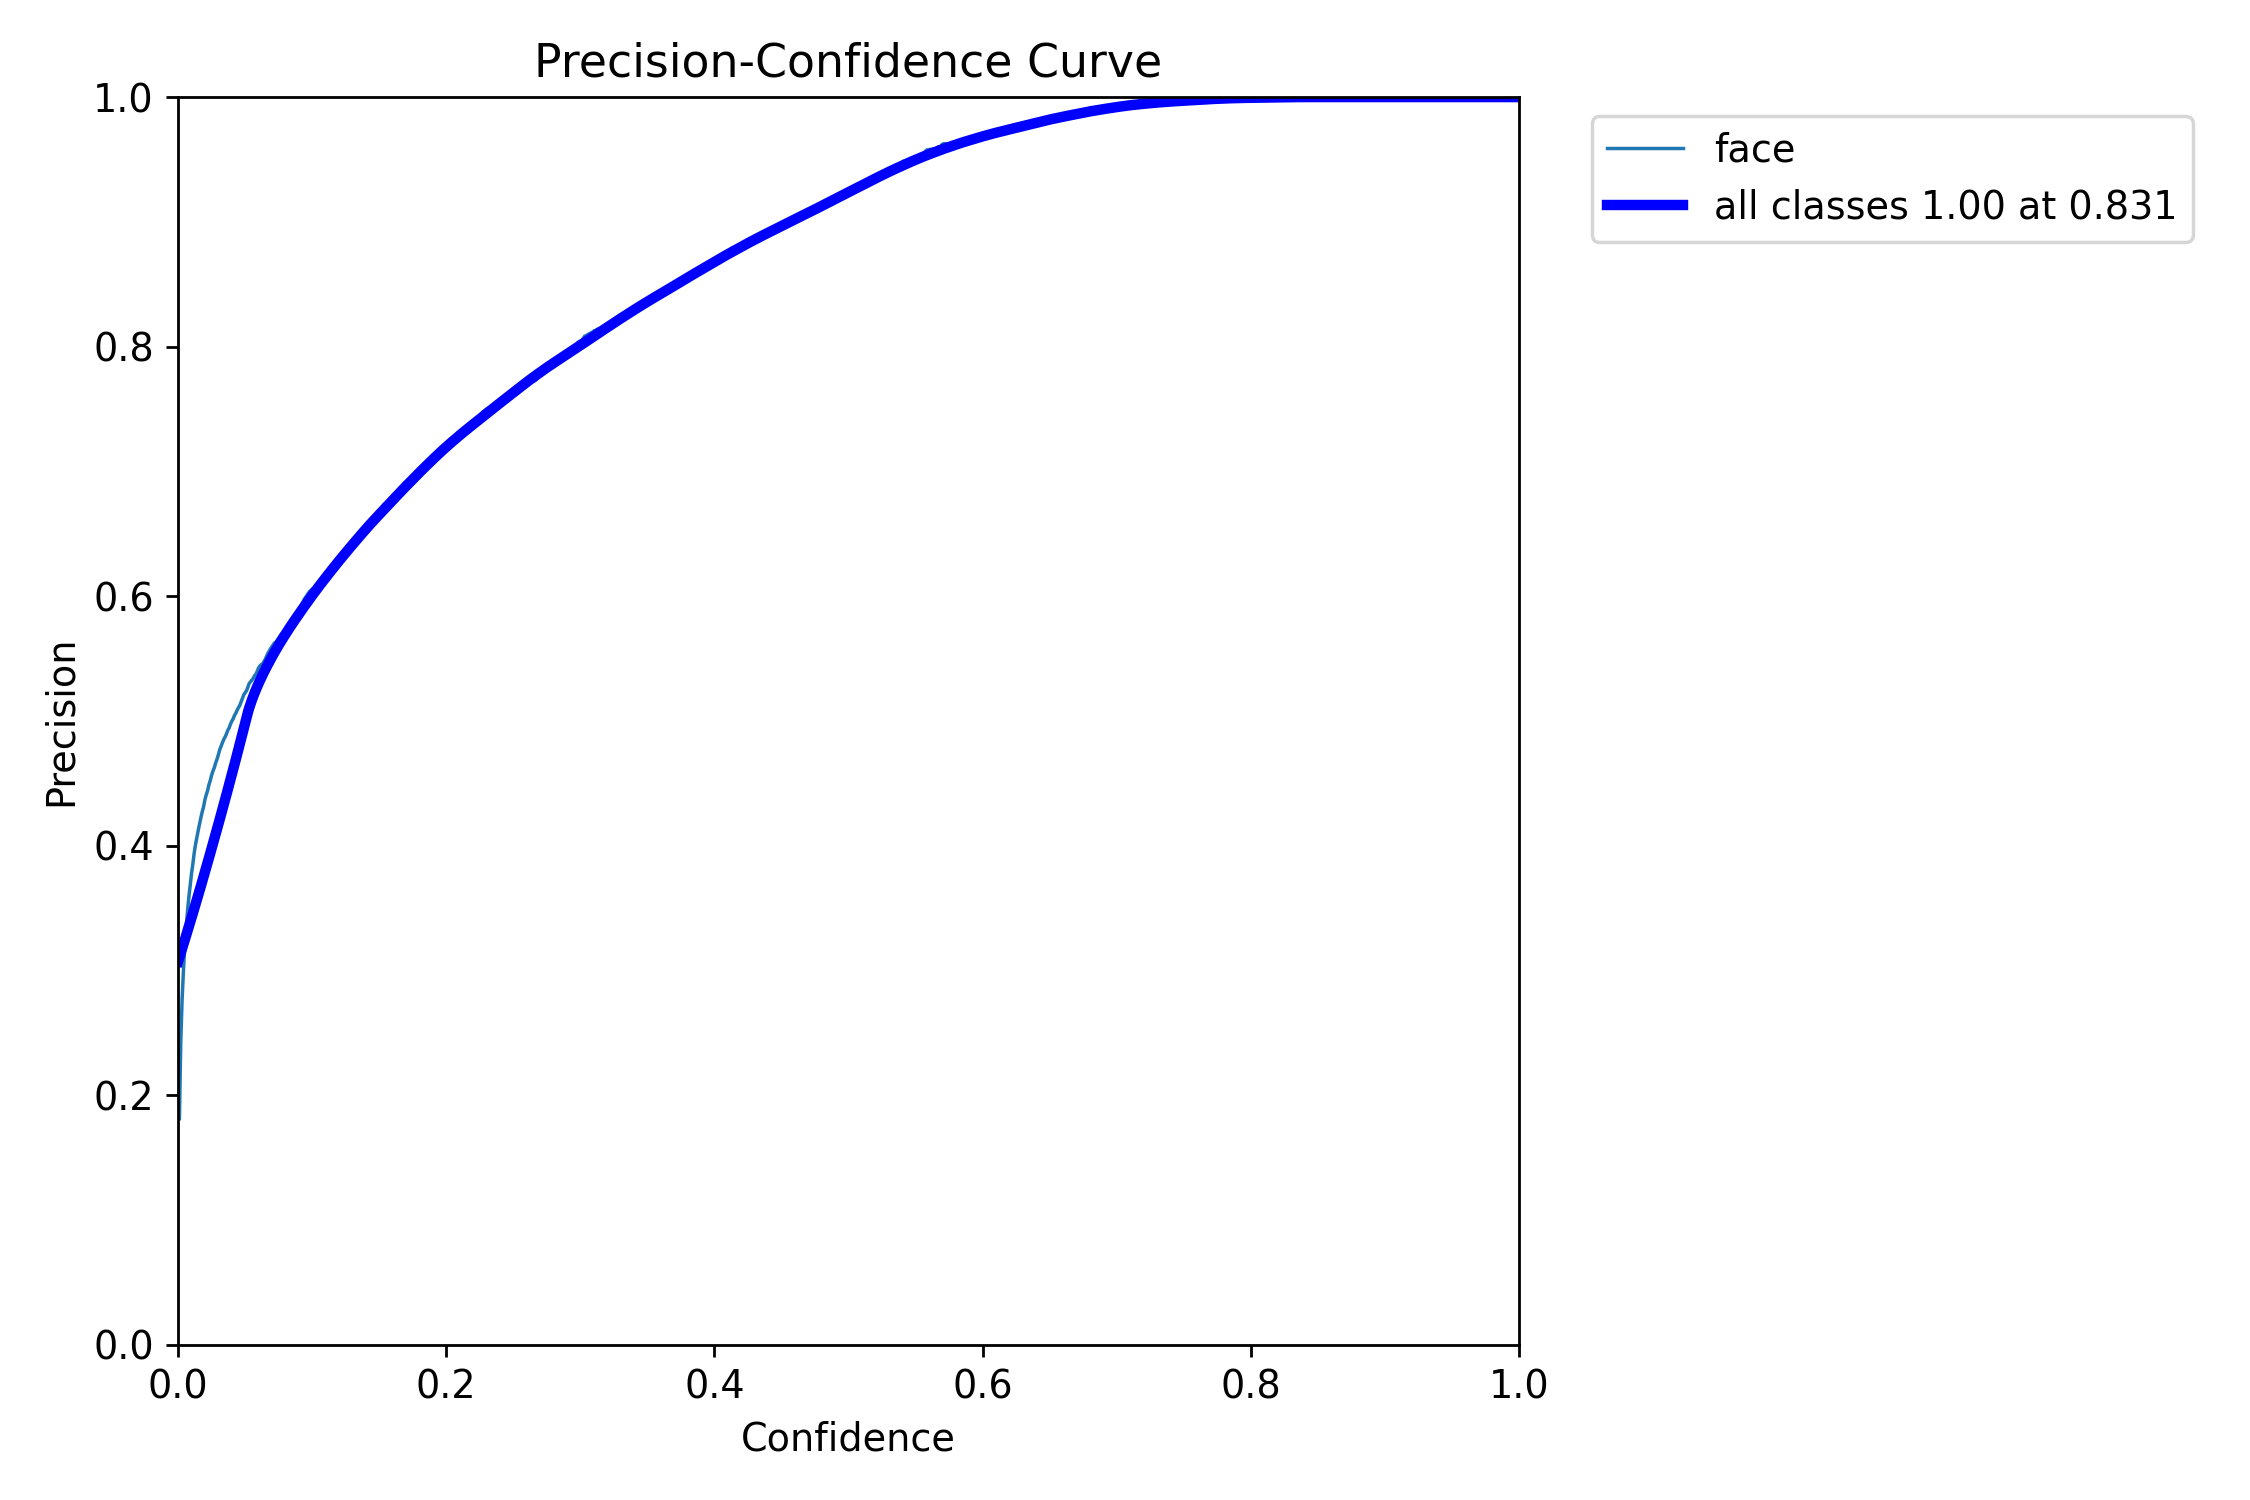 Precision-Confidence Curve
face
all classes 1.00 at 0.831
1.0
0.8
0.6
0.4
0.2
0.0
Precision
0.0 0.2 0.4 0.6 0.8 1.0
Confidence